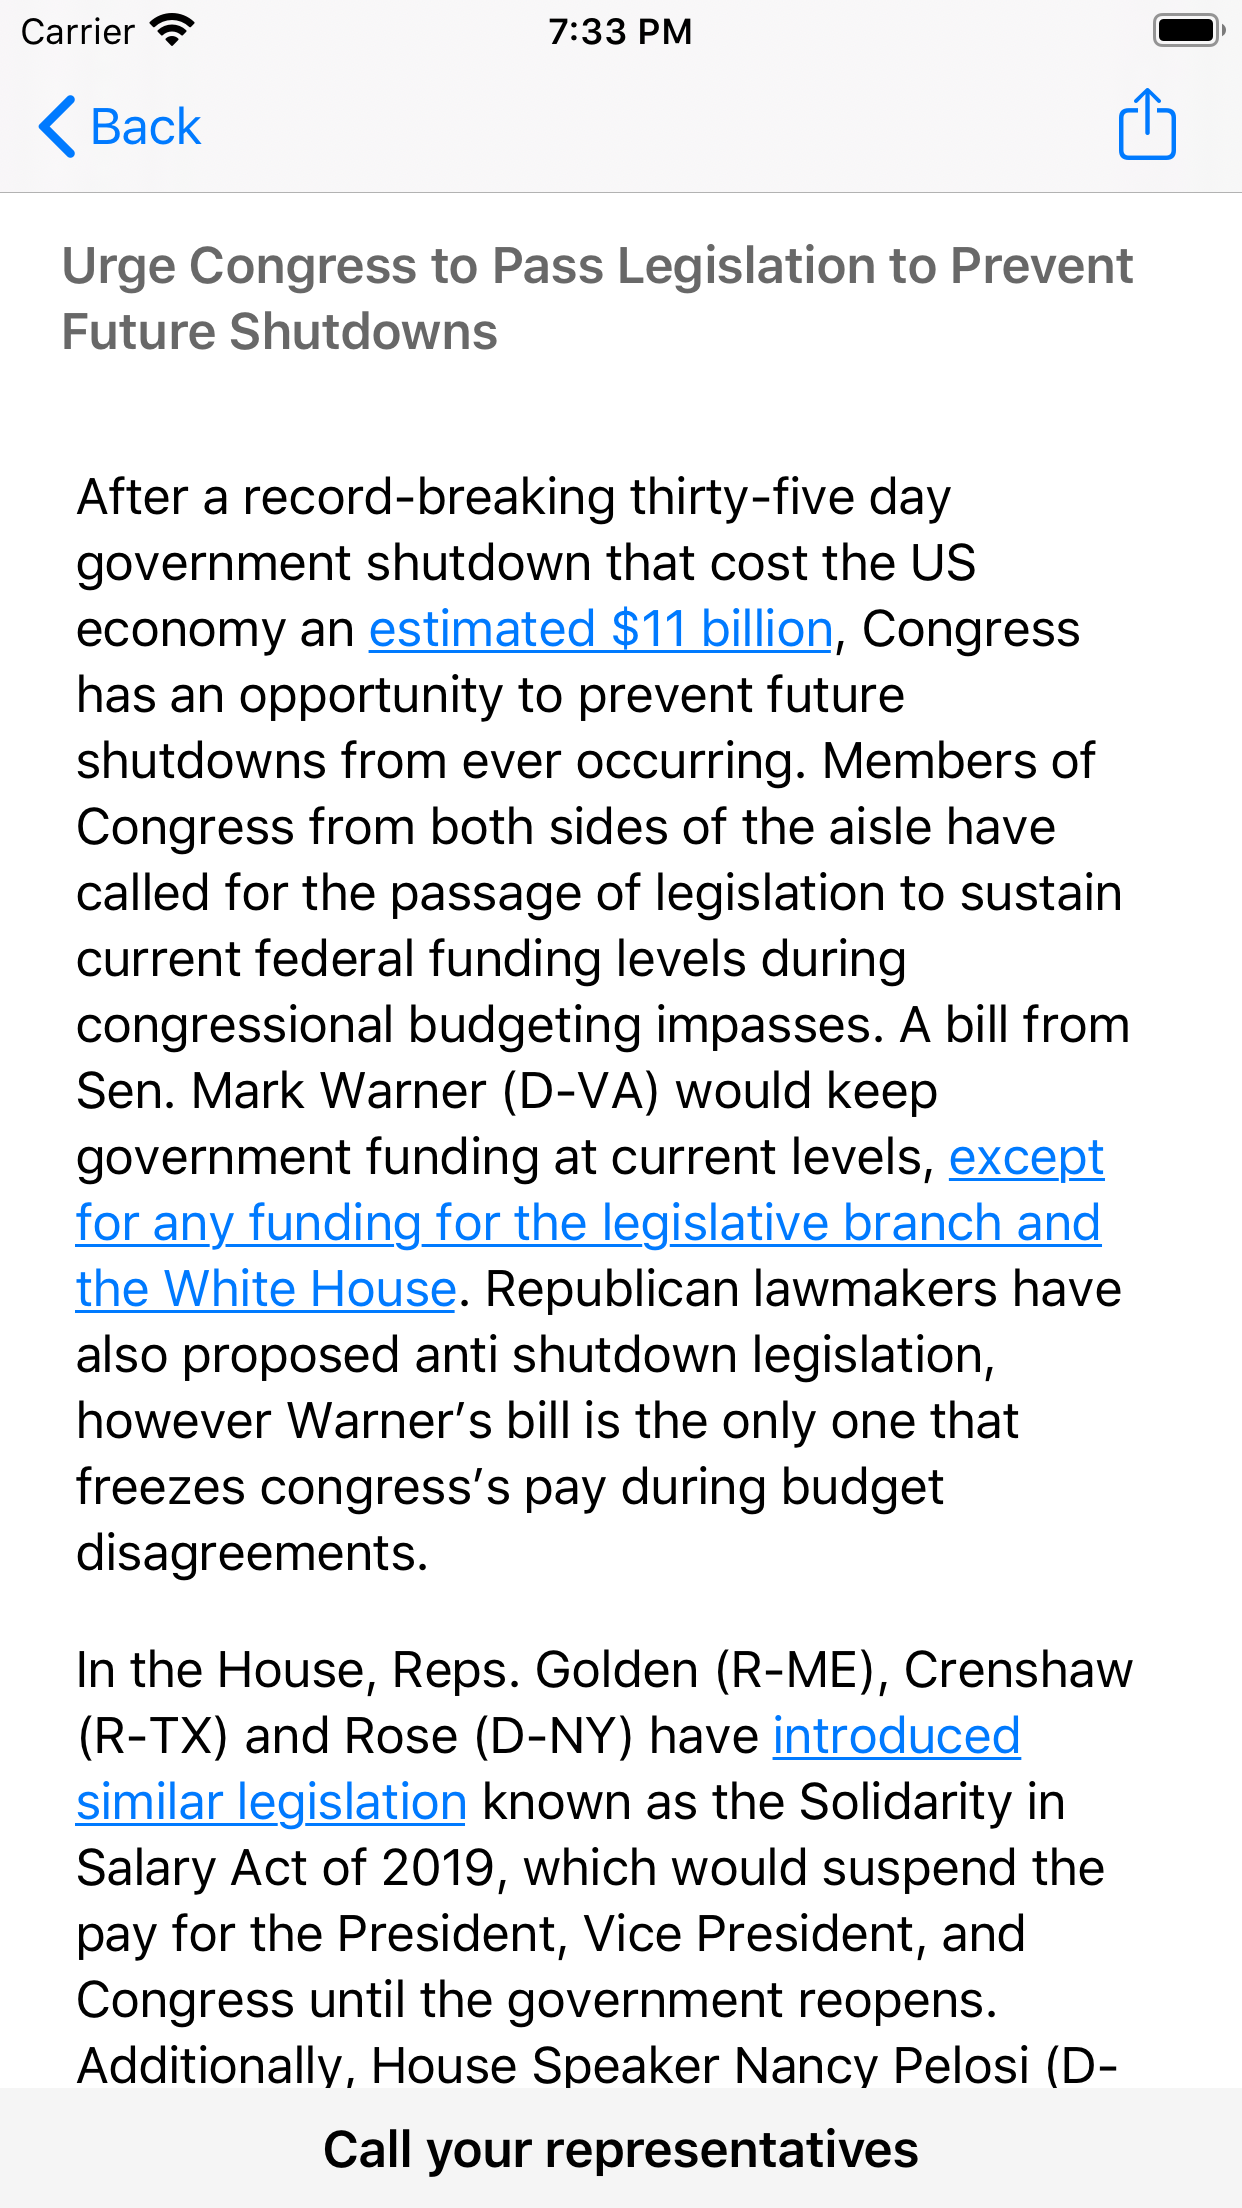 Carrier 7:33 PM
Back
Urge Congress to Pass Legislation to Prevent
Future Shutdowns
After a record-breaking thirty-five day
government shutdown that cost the US
economy an estimated $11 billion, Congress
has an opportunity to prevent future
shutdowns from ever occurring. Members of
Congress from both sides of the aisle have
called for the passage of legislation to sustain
current federal funding levels during
congressional budgeting impasses. A bill from
Sen. Mark Warner (D-VA) would keep
government funding at current levels, except
for any funding for the legislative branch and
the White House. Republican lawmakers have
also proposed anti shutdown legislation,
however Warner’s bill is the only one that
freezes congress’s pay during budget
disagreements.
In the House, Reps. Golden (R-ME), Crenshaw
(R-TX) and Rose (D-NY) have introduced
similar legislation known as the Solidarity in
Salary Act of 2019, which would suspend the
pay for the President, Vice President, and
Congress until the government reopens.
Additionally, House Speaker Nancy Pelosi (D-
Call your representatives